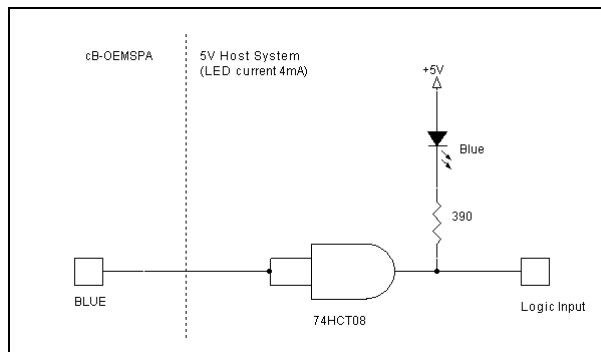 cB-OEMSPA
5V Host System
(LED current 4mA)
+5V
Blue
390
BLUE
74HCT08
Logic Input